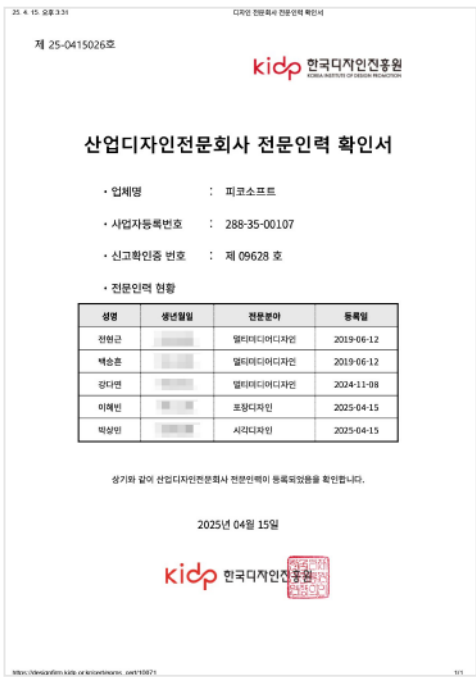 25. 4. 15. 오후 3:31 디자인 전문회사 전문인력 확인서
제 25-0415026호
kidp 한국디자인진흥원
KOREA INSTITUTE OF DESIGN PROMOTION
산업디자인전문회사 전문인력 확인서
• 업체명 : 피코소프트
• 사업자등록번호 : 288-35-00107
• 신고확인증 번호 : 제 09628 호
• 전문인력 현황
성명 생년월일 전문분야 등록일
전현근 멀티미디어디자인 2019-06-12
백승훈 멀티미디어디자인 2019-06-12
강다연 멀티미디어디자인 2024-11-08
이혜빈 포장디자인 2025-04-15
박상민 시각디자인 2025-04-15
상기와 같이 산업디자인전문회사 전문인력이 등록되었음을 확인합니다.
2025년 04월 15일
kidp 한국디자인진흥원
1/1